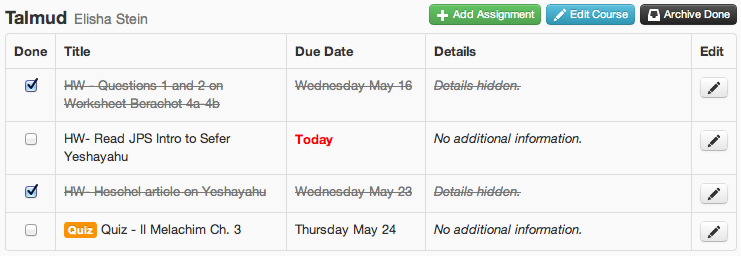 Talmud Elisha Stein + Add Assignment Edit Course Archive Done
Done Title Due Date Details Edit
HW - Questions 1 and 2 on Wednesday May 16 Details hidden.
Worksheet Berachot 4a-4b
HW- Read JPS Intro to Sefer Today No additional information.
Yeshayahu
HW- Heschel article on Yeshayahu Wednesday May 23 Details hidden.
Quiz Quiz - II Melachim Ch. 3 Thursday May 24 No additional information.